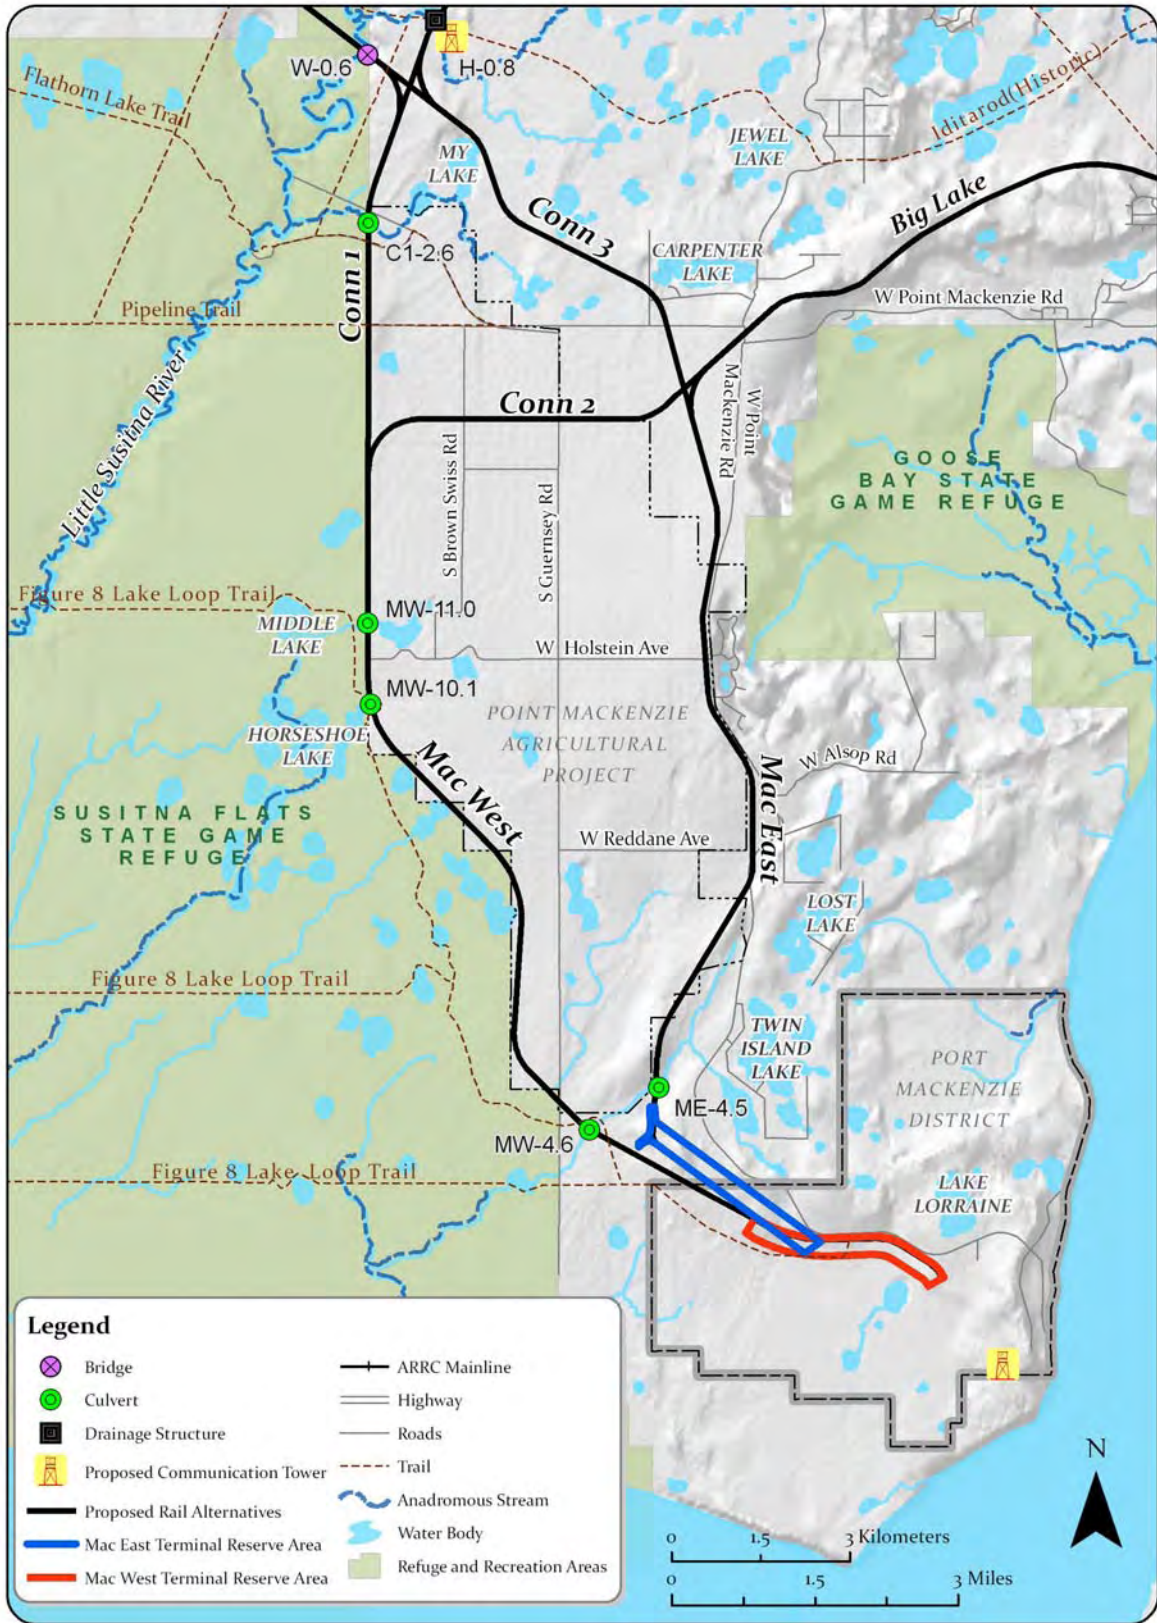 W-0.6
H-0.8
Flathorn Lake Trail
Iditarod(Historic)
JEWEL
LAKE
MY
LAKE
Big Lake
Conn 3
C1-2.6
CARPENTER
LAKE
Conn 1
W Point Mackenzie Rd
Pipeline Trail
Little Susitna River
W Point
Mackenzie Rd
Conn 2
S Brown Swiss Rd
S Guernsey Rd
GOOSE
BAY STATE
GAME REFUGE
Figure 8 Lake Loop Trail
MW-11.0
MIDDLE
LAKE
W Holstein Ave
MW-10.1
HORSESHOE
LAKE
POINT MACKENZIE
AGRICULTURAL
PROJECT
Mac West
Mac East
W Alsop Rd
SUSITNA FLATS
STATE GAME
REFUGE
W Reddane Ave
LOST
LAKE
Figure 8 Lake Loop Trail
TWIN
ISLAND
LAKE
PORT
MACKENZIE
DISTRICT
ME-4.5
MW-4.6
Figure 8 Lake Loop Trail
LAKE
LORRAINE
Legend
Bridge
Culvert
Drainage Structure
Proposed Communication Tower
Proposed Rail Alternatives
Mac East Terminal Reserve Area
Mac West Terminal Reserve Area
ARRC Mainline
Highway
Roads
Trail
Anadromous Stream
Water Body
Refuge and Recreation Areas
N
0 1.5 3 Kilometers
0 1.5 3 Miles